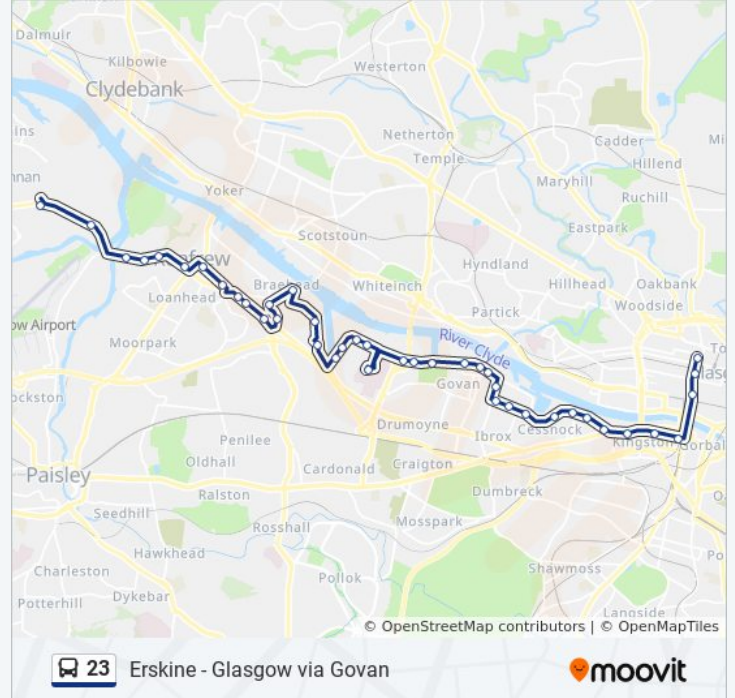 Dalmuir
Kilbowie
Westerton
Clydebank
Netherton
Temple
Cadder
Hillend
Yoker
Maryhill
Ruchill
Scotstoun
Eastpark
Hyndland
Braehead
Whiteinch
Hillhead
Oakbank
Woodside
Loanhead
Partick
River Clyde
Moorpark
Govan
Drumoyne
Ibrox
Cessnock
Kingston
Penilee
Oldhall
Cardonald
Craigton
Paisley
Ralston
Dumbreck
Seedhill
Rosshall
Mosspark
Hawkhead
Shawmoss
Charleston
Pollok
Dykebar
Potterhill
Langside
© OpenStreetMap contributors | © OpenMapTiles
23 Erskine - Glasgow via Govan
moovit